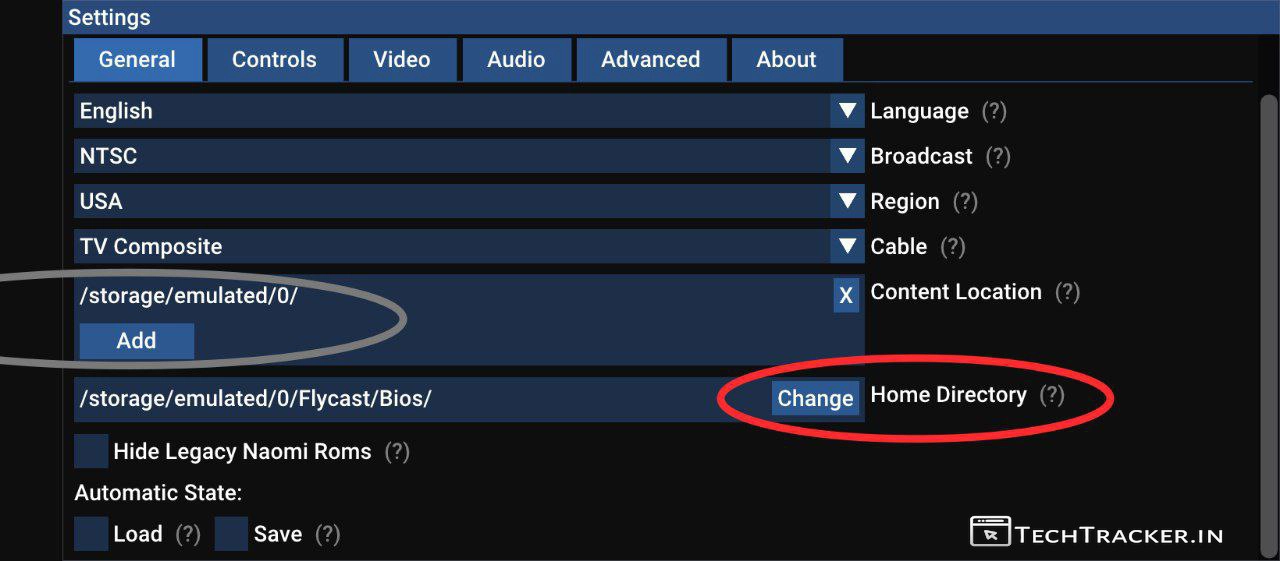 Settings
General Controls Video Audio Advanced About
English Language (?)
NTSC Broadcast (?)
USA Region (?)
TV Composite Cable (?)
/storage/emulated/0/ X Content Location (?)
Add
/storage/emulated/0/Flycast/Bios/ Change Home Directory (?)
Hide Legacy Naomi Roms (?)
Automatic State:
Load (?) Save (?)
TECHTRACKER.IN